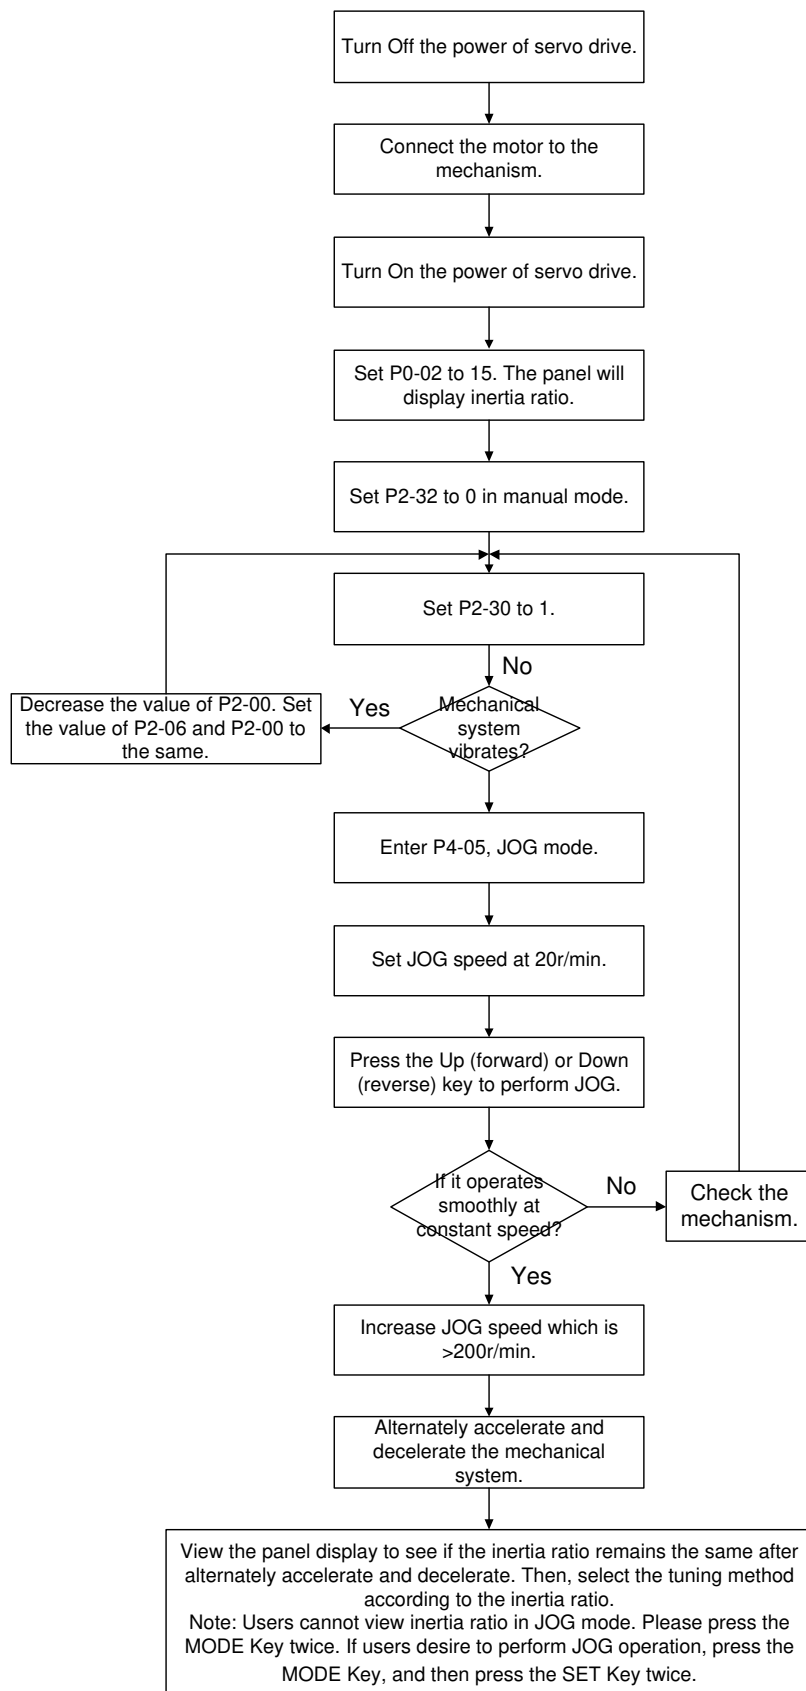 Turn Off the power of servo drive.
Connect the motor to the
mechanism.
Turn On the power of servo drive.
Set P0-02 to 15. The panel will
display inertia ratio.
Set P2-32 to 0 in manual mode.
Set P2-30 to 1.
No
Mechanical
system
vibrates?
Yes
Decrease the value of P2-00. Set
the value of P2-06 and P2-00 to
the same.
Enter P4-05, JOG mode.
Set JOG speed at 20r/min.
Press the Up (forward) or Down
(reverse) key to perform JOG.
If it operates
smoothly at
constant speed?
No
Check the
mechanism.
Yes
Increase JOG speed which is
>200r/min.
Alternately accelerate and
decelerate the mechanical
system.
View the panel display to see if the inertia ratio remains the same after
alternately accelerate and decelerate. Then, select the tuning method
according to the inertia ratio.
Note: Users cannot view inertia ratio in JOG mode. Please press the
MODE Key twice. If users desire to perform JOG operation, press the
MODE Key, and then press the SET Key twice.